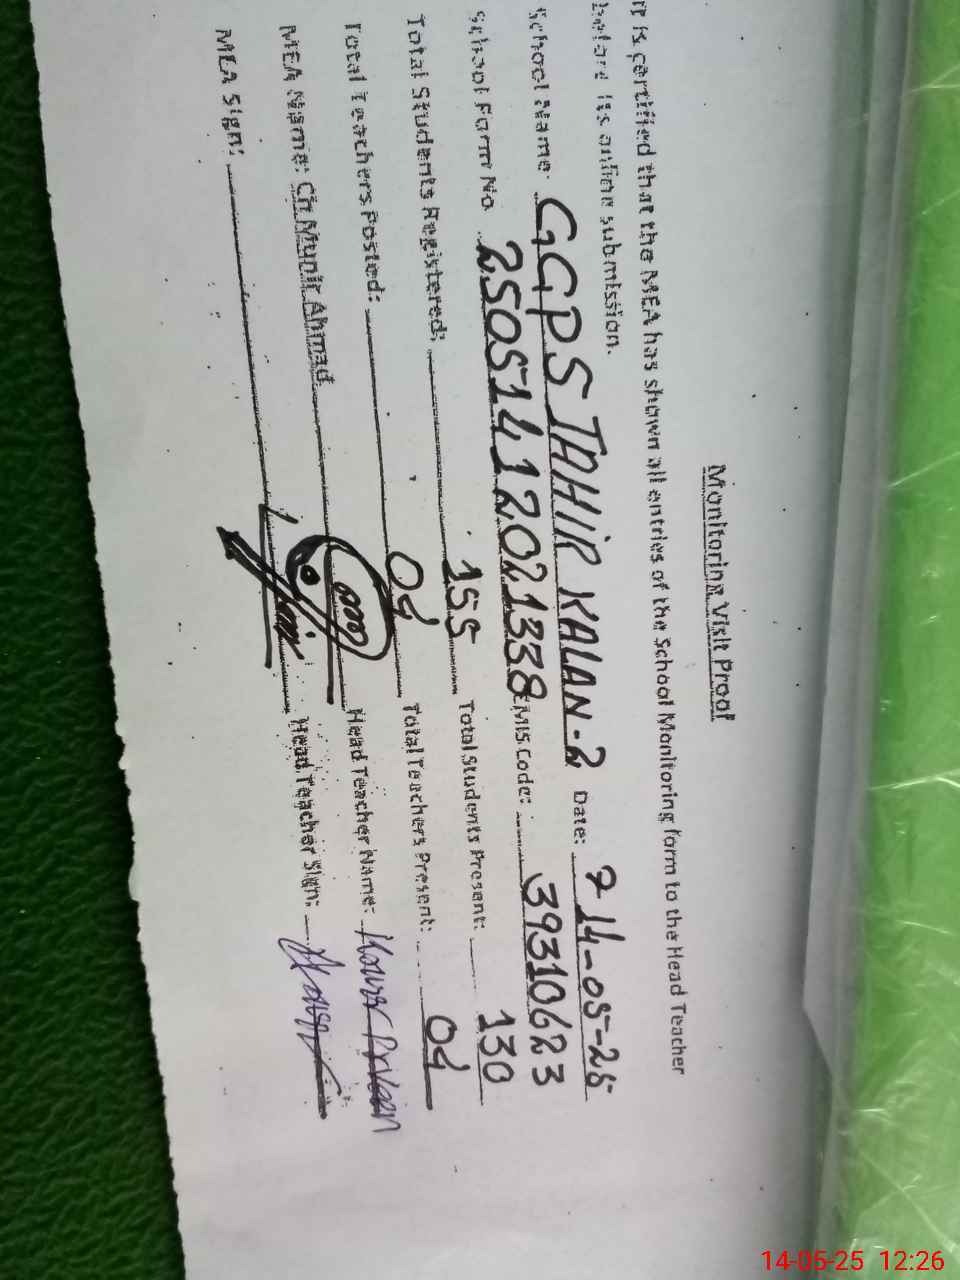 Monitoring Visit Proof
It is certified that the MEA has shown all entries of the School Monitoring form to the Head Teacher
before its online submission.
School Name: GGPS TAHIR KALAN-2 Date: 14-05-25
School Form No. 25051412021338 EMIS Code: 39310623
Total Students Registered: 155 Total Students Present: 130
Total Teachers Posted: 04 Total Teachers Present: 04
MEA Name: Ch Munir Ahmad Head Teacher Name:
MEA Sign: Head Teacher Sign:
14-05-25 12:26